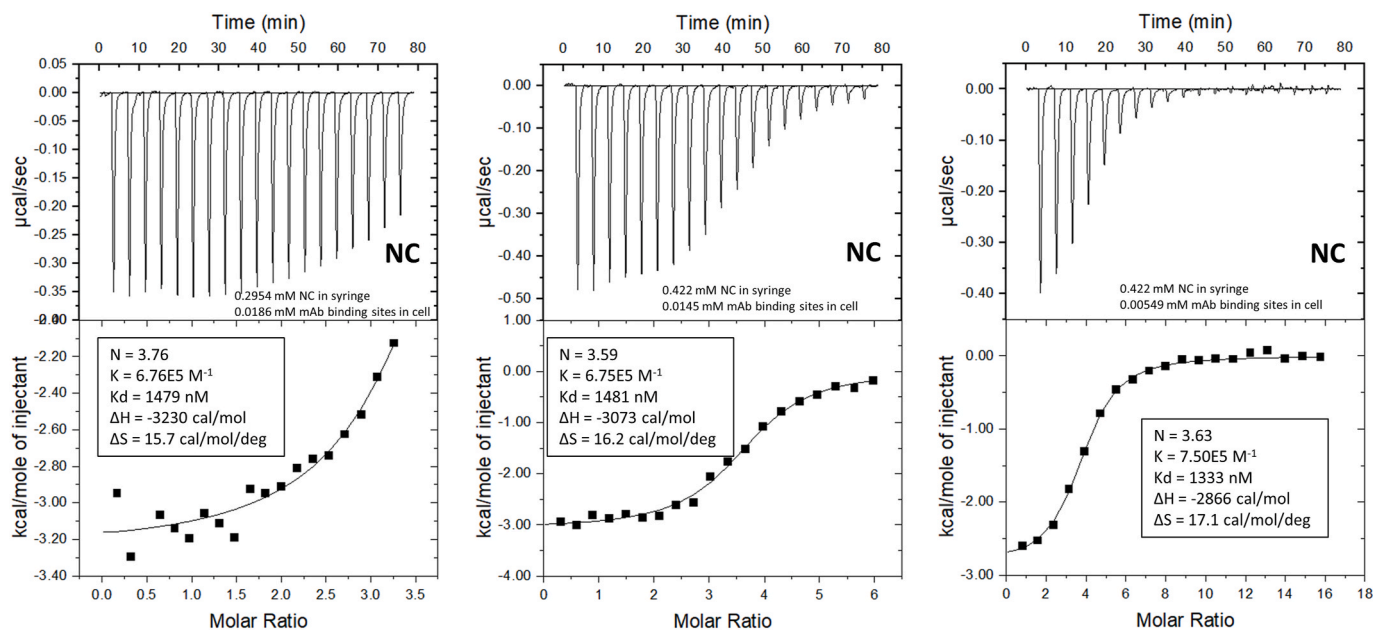 Time (min)
0 10 20 30 40 50 60 70 80
0.05
0.00
-0.05
-0.10
-0.15
-0.20
-0.25
-0.30
-0.35
µcal/sec
NC
0.2954 mM NC in syringe
0.0186 mM mAb binding sites in cell
-2.00
-2.20
-2.40
-2.60
-2.80
-3.00
-3.20
-3.40
kcal/mole of injectant
N = 3.76
K = 6.76E5 M⁻¹
Kd = 1479 nM
ΔH = -3230 cal/mol
ΔS = 15.7 cal/mol/deg
0.0 0.5 1.0 1.5 2.0 2.5 3.0 3.5
Molar Ratio
Time (min)
0 10 20 30 40 50 60 70 80
0.00
-0.10
-0.20
-0.30
-0.40
-0.50
µcal/sec
NC
0.422 mM NC in syringe
0.0145 mM mAb binding sites in cell
1.00
0.00
-1.00
-2.00
-3.00
-4.00
kcal/mole of injectant
N = 3.59
K = 6.75E5 M⁻¹
Kd = 1481 nM
ΔH = -3073 cal/mol
ΔS = 16.2 cal/mol/deg
0 1 2 3 4 5 6
Molar Ratio
Time (min)
0 10 20 30 40 50 60 70 80
0.00
-0.10
-0.20
-0.30
-0.40
µcal/sec
NC
0.422 mM NC in syringe
0.00549 mM mAb binding sites in cell
0.00
-1.00
-2.00
-3.00
kcal/mole of injectant
N = 3.63
K = 7.50E5 M⁻¹
Kd = 1333 nM
ΔH = -2866 cal/mol
ΔS = 17.1 cal/mol/deg
0 2 4 6 8 10 12 14 16 18
Molar Ratio